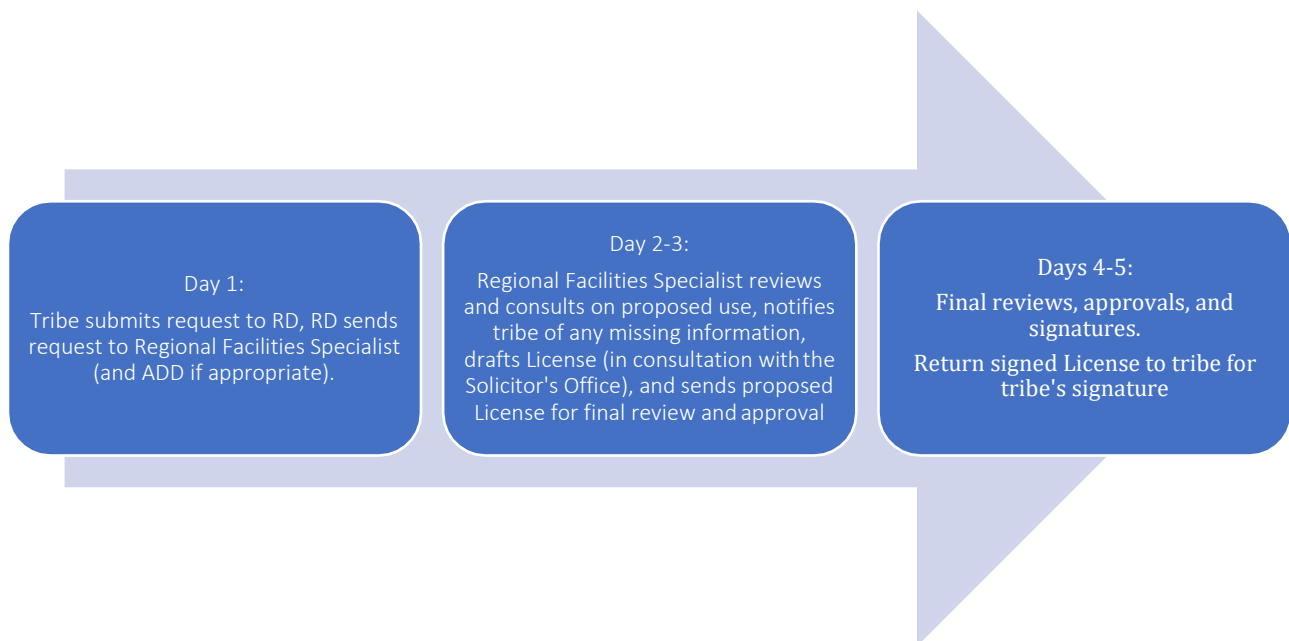 Day 1:
Tribe submits request to RD, RD sends
request to Regional Facilities Specialist
(and ADD if appropriate).
Day 2-3:
Regional Facilities Specialist reviews
and consults on proposed use, notifies
tribe of any missing information,
drafts License (in consultation with the
Solicitor's Office), and sends proposed
License for final review and approval
Days 4-5:
Final reviews, approvals, and
signatures.
Return signed License to tribe for
tribe's signature